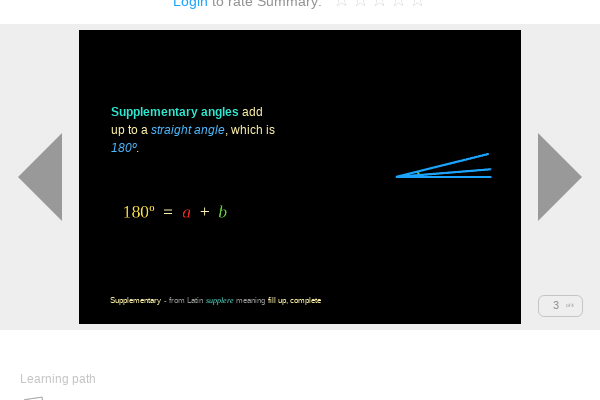 Login to rate Summary:
Supplementary angles add
up to a straight angle, which is
180º.
180º = a + b
Supplementary - from Latin supplere meaning fill up, complete
3
Learning path